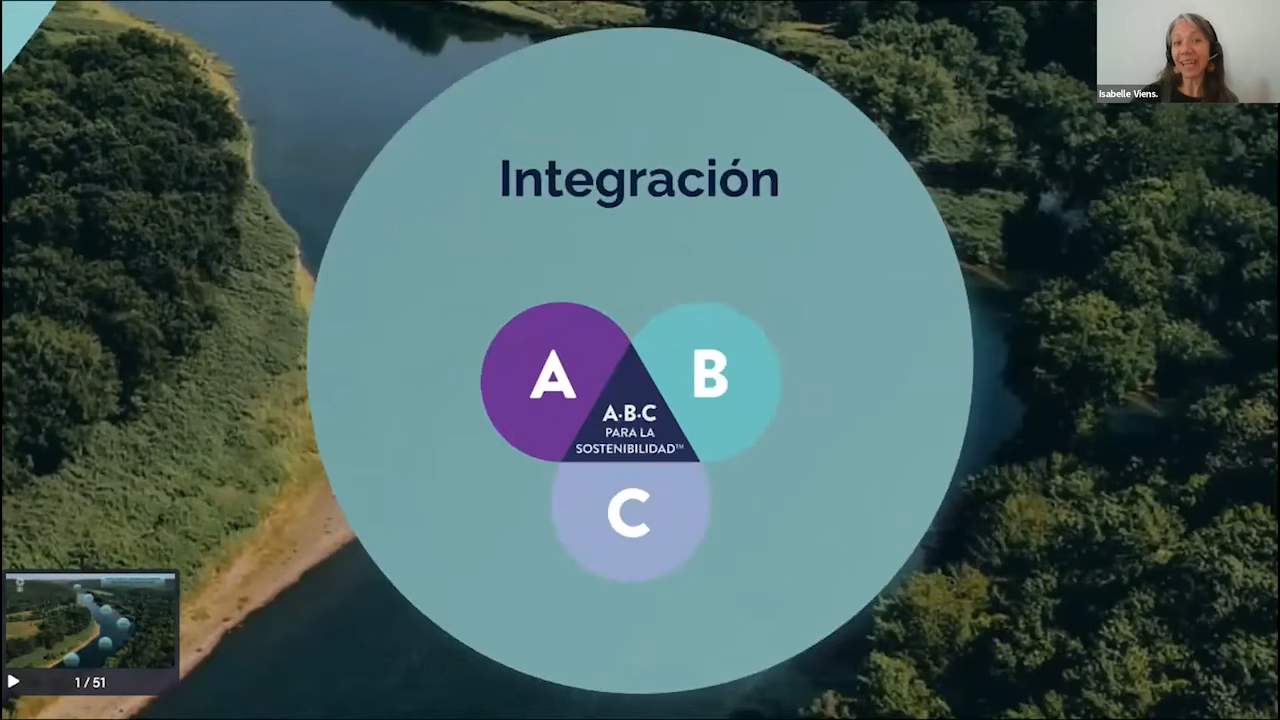 Isabelle Viens.
Integración
A
B
A·B·C
PARA LA
SOSTENIBILIDAD™
C
1 / 51